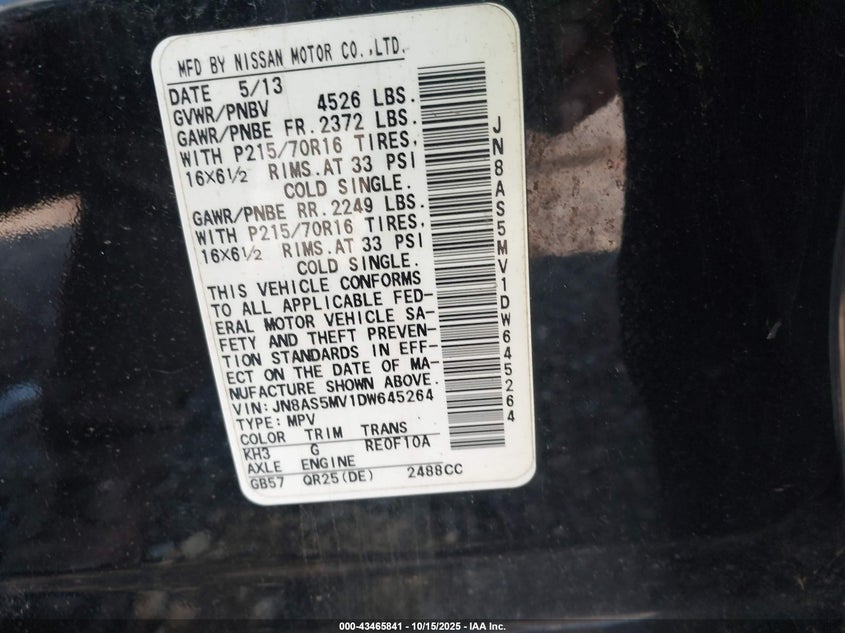 MFD BY NISSAN MOTOR CO.,LTD.
DATE 5/13
GVWR/PNBV 4526 LBS.
GAWR/PNBE FR.2372 LBS.
WITH P215/70R16 TIRES,
16X6½ RIMS.AT 33 PSI
COLD SINGLE.
GAWR/PNBE RR.2249 LBS.
WITH P215/70R16 TIRES,
16X6½ RIMS.AT 33 PSI
COLD SINGLE.
THIS VEHICLE CONFORMS
TO ALL APPLICABLE FED-
ERAL MOTOR VEHICLE SA-
FETY AND THEFT PREVEN-
TION STANDARDS IN EFF-
ECT ON THE DATE OF MA-
NUFACTURE SHOWN ABOVE.
VIN:JN8AS5MV1DW645264
TYPE:MPV
COLOR TRIM TRANS
KH3 G RE0F10A
AXLE ENGINE
GB57 QR25(DE) 2488CC
JN8AS5MV1DW645264
000-43465841 - 10/15/2025 - IAA Inc.